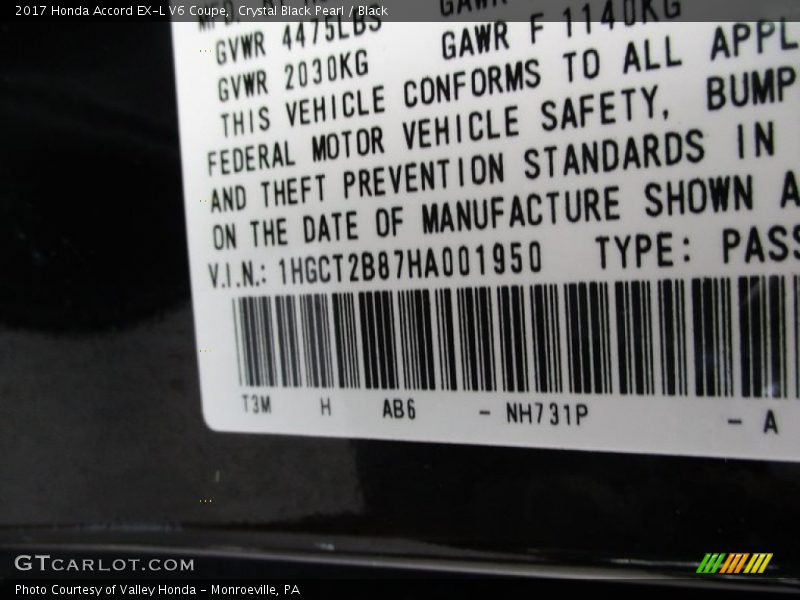 2017 Honda Accord EX-L V6 Coupe, Crystal Black Pearl / Black
GVWR 4475LBS GAWR
GVWR 2030KG GAWR F 1140KG
THIS VEHICLE CONFORMS TO ALL APPL
FEDERAL MOTOR VEHICLE SAFETY, BUMP
AND THEFT PREVENTION STANDARDS IN
ON THE DATE OF MANUFACTURE SHOWN A
V.I.N.: 1HGCT2B87HA001950 TYPE: PASS
T3M H AB6 - NH731P - A
GTCARLOT.COM
Photo Courtesy of Valley Honda - Monroeville, PA